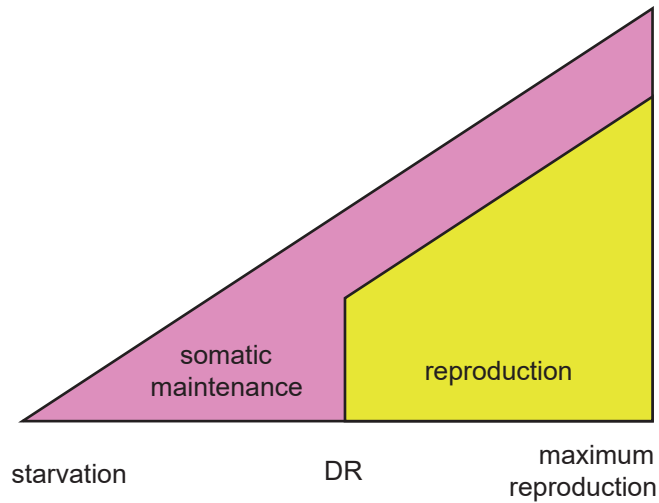 somatic
maintenance
reproduction
starvation
DR
maximum
reproduction